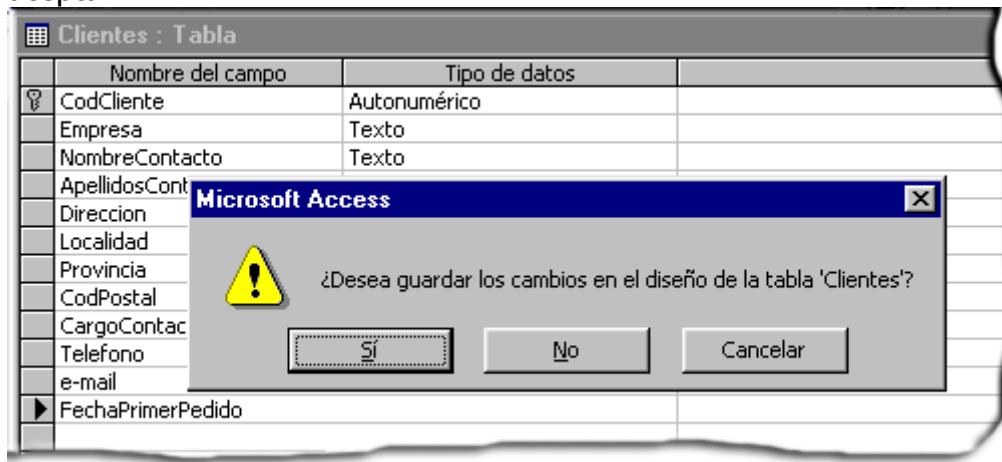 Clientes : Tabla
Nombre del campo Tipo de datos
CodCliente Autonumérico
Empresa Texto
NombreContacto Texto
ApellidosCont
Microsoft Access
Direccion
Localidad
Provincia
¿Desea guardar los cambios en el diseño de la tabla 'Clientes'?
CodPostal
CargoContac
Sí No Cancelar
Telefono
e-mail
FechaPrimerPedido